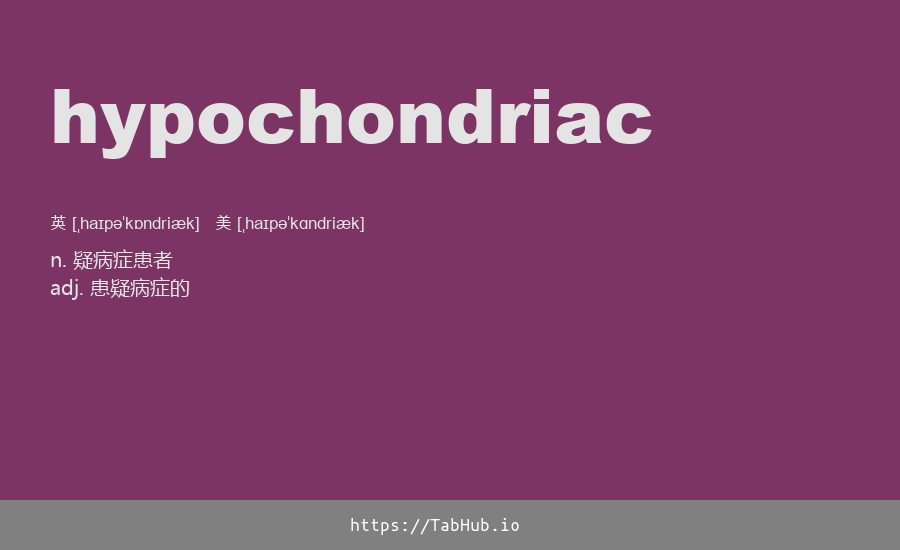 hypochondriac
英 [ˌhaɪpəˈkɒndriæk] 美 [ˌhaɪpəˈkɑndriæk]
n. 疑病症患者
adj. 患疑病症的
https://TabHub.io